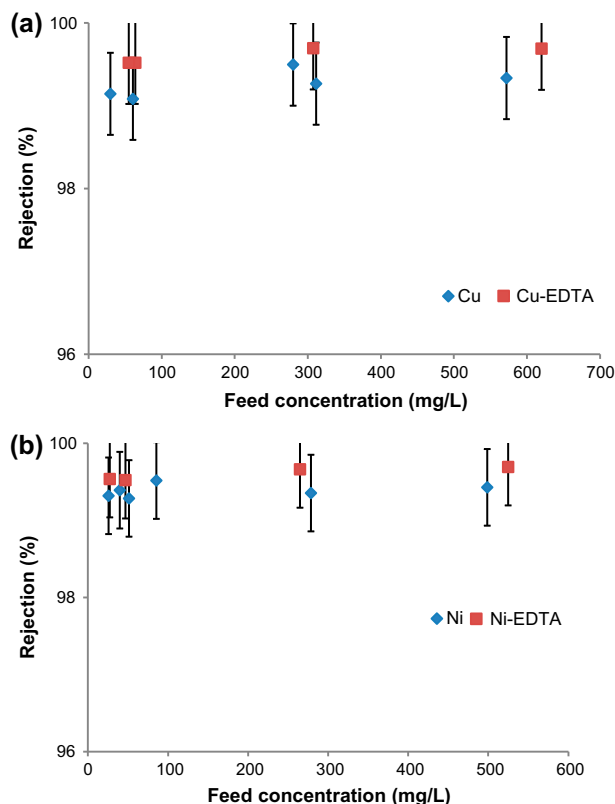 (a)
100
98
96
Rejection (%)
Cu Cu-EDTA
0 100 200 300 400 500 600 700
Feed concentration (mg/L)
(b)
100
98
96
Rejection (%)
Ni Ni-EDTA
0 100 200 300 400 500 600
Feed concentration (mg/L)